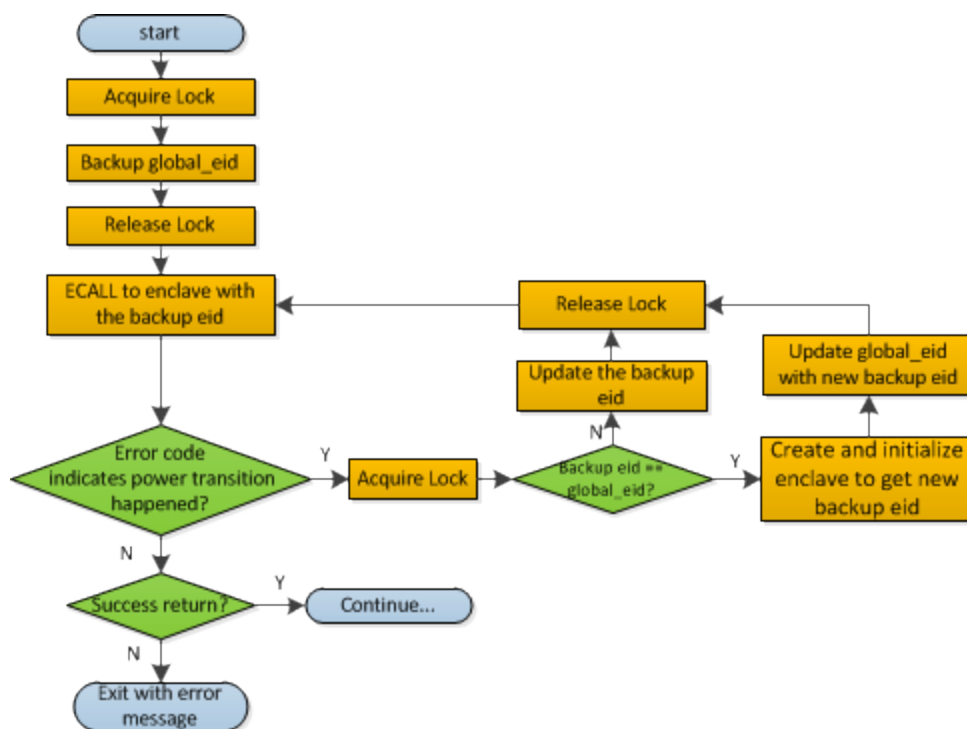 start
Acquire Lock
Backup global_eid
Release Lock
ECALL to enclave with
the backup eid
Release Lock
Update global_eid
with new backup eid
Update the backup
eid
N
Error code
indicates power transition
happened?
Y
Acquire Lock
Backup eid ==
global_eid?
Y
Create and initialize
enclave to get new
backup eid
N
Success return?
Y
Continue...
N
Exit with error
message